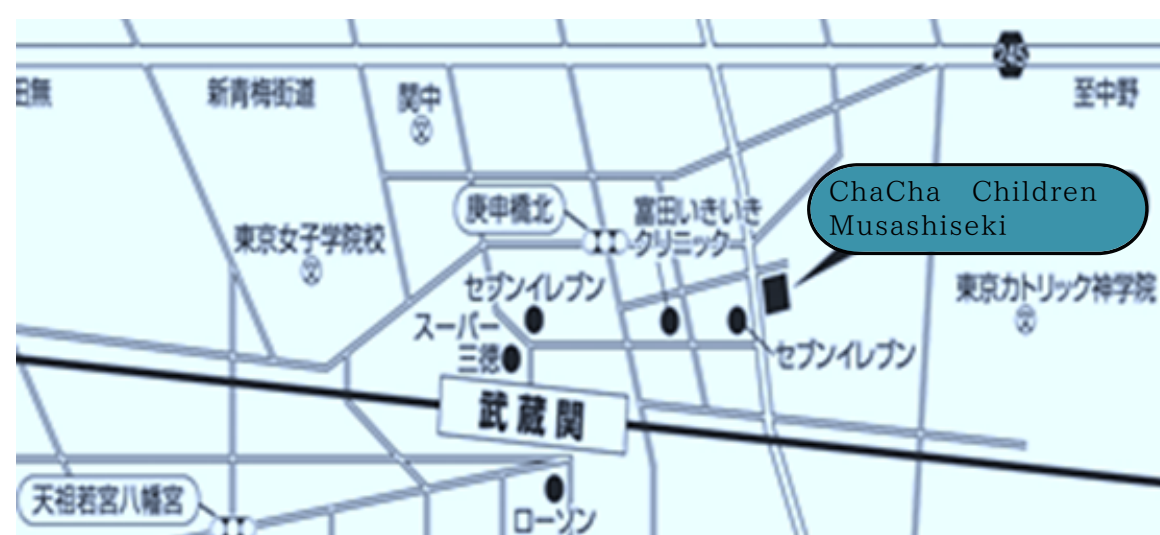 245
田無
新青梅街道
関中
文
至中野
庚申橋北
富田いきいき
クリニック
ChaCha Children
Musashiseki
東京女子学院校
文
セブンイレブン
東京カトリック神学院
文
スーパー
三徳
セブンイレブン
武蔵関
天祖若宮八幡宮
ローソン